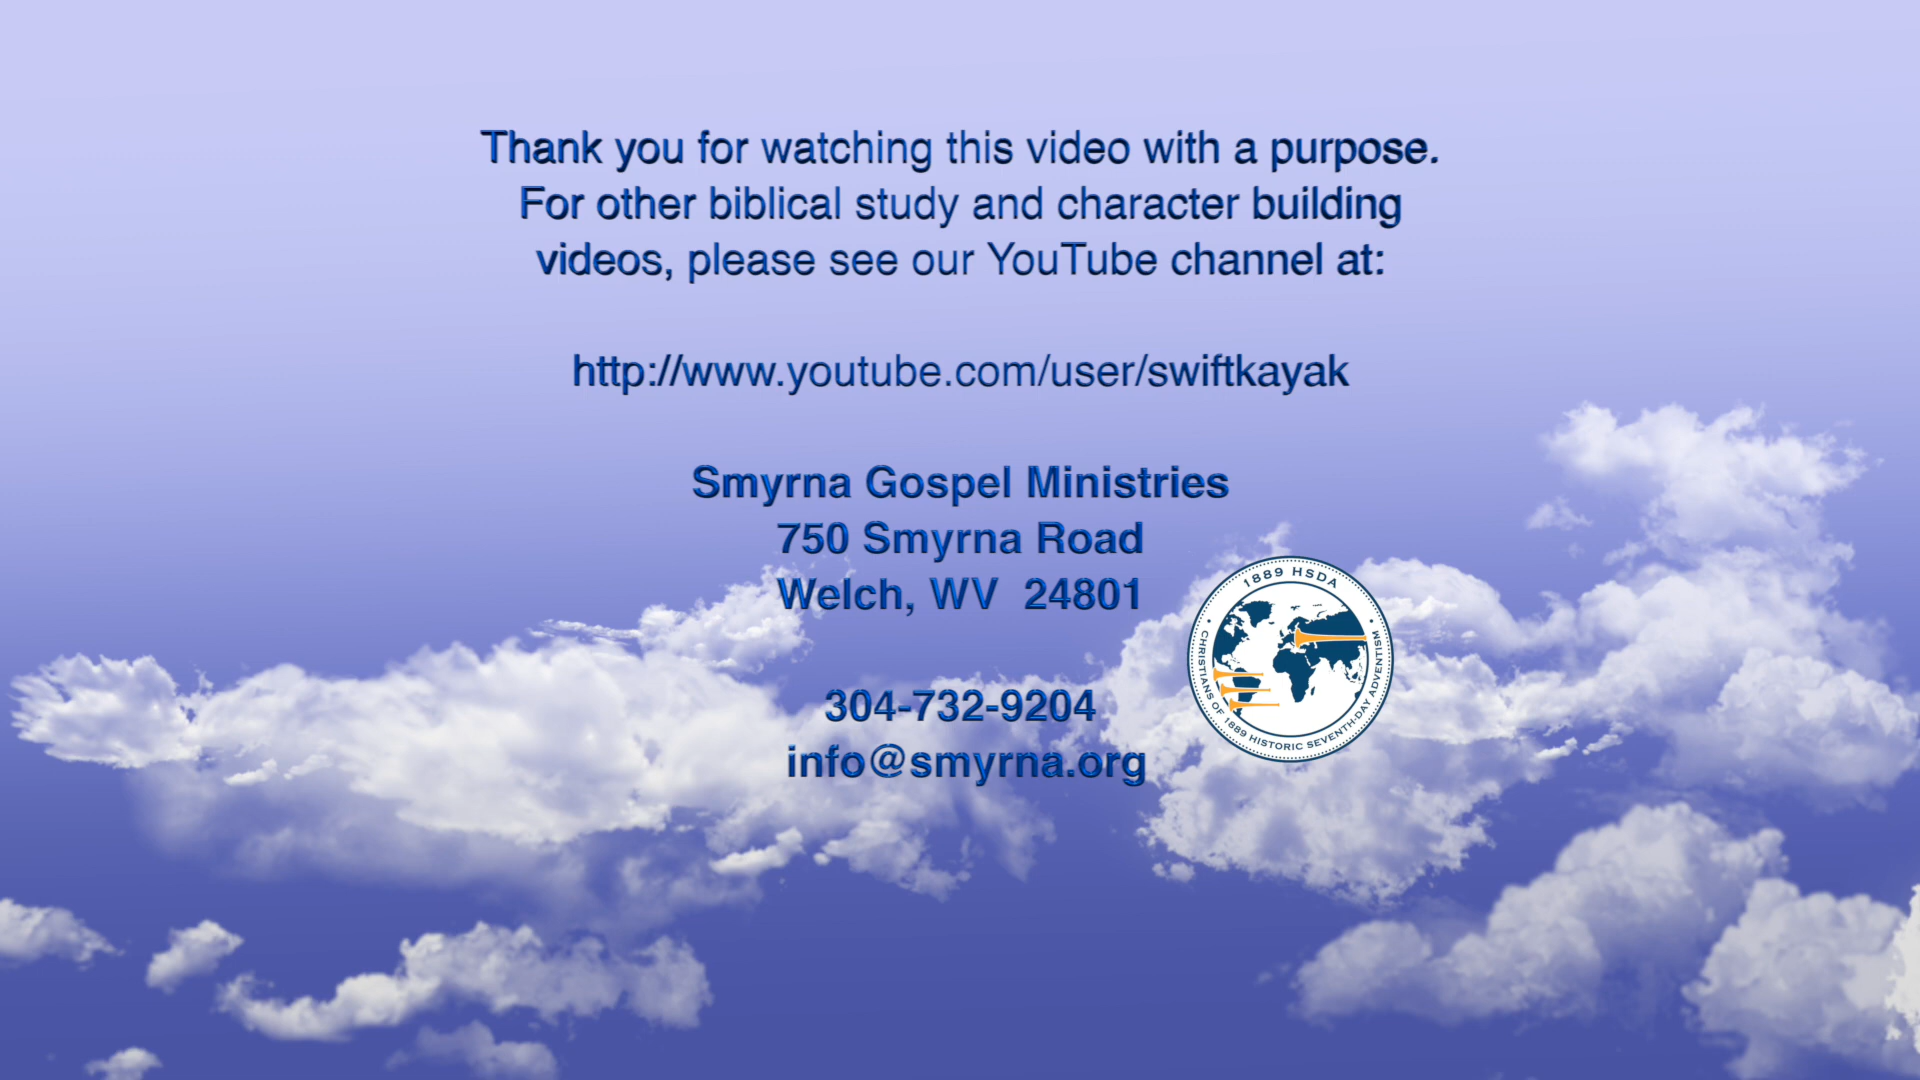 Thank you for watching this video with a purpose.
For other biblical study and character building
videos, please see our YouTube channel at:
http://www.youtube.com/user/swiftkayak
Smyrna Gospel Ministries
750 Smyrna Road
Welch, WV 24801
304-732-9204
info@smyrna.org
1889 HSDA
CHRISTIANS OF 1889 HISTORIC SEVENTH-DAY ADVENTISM